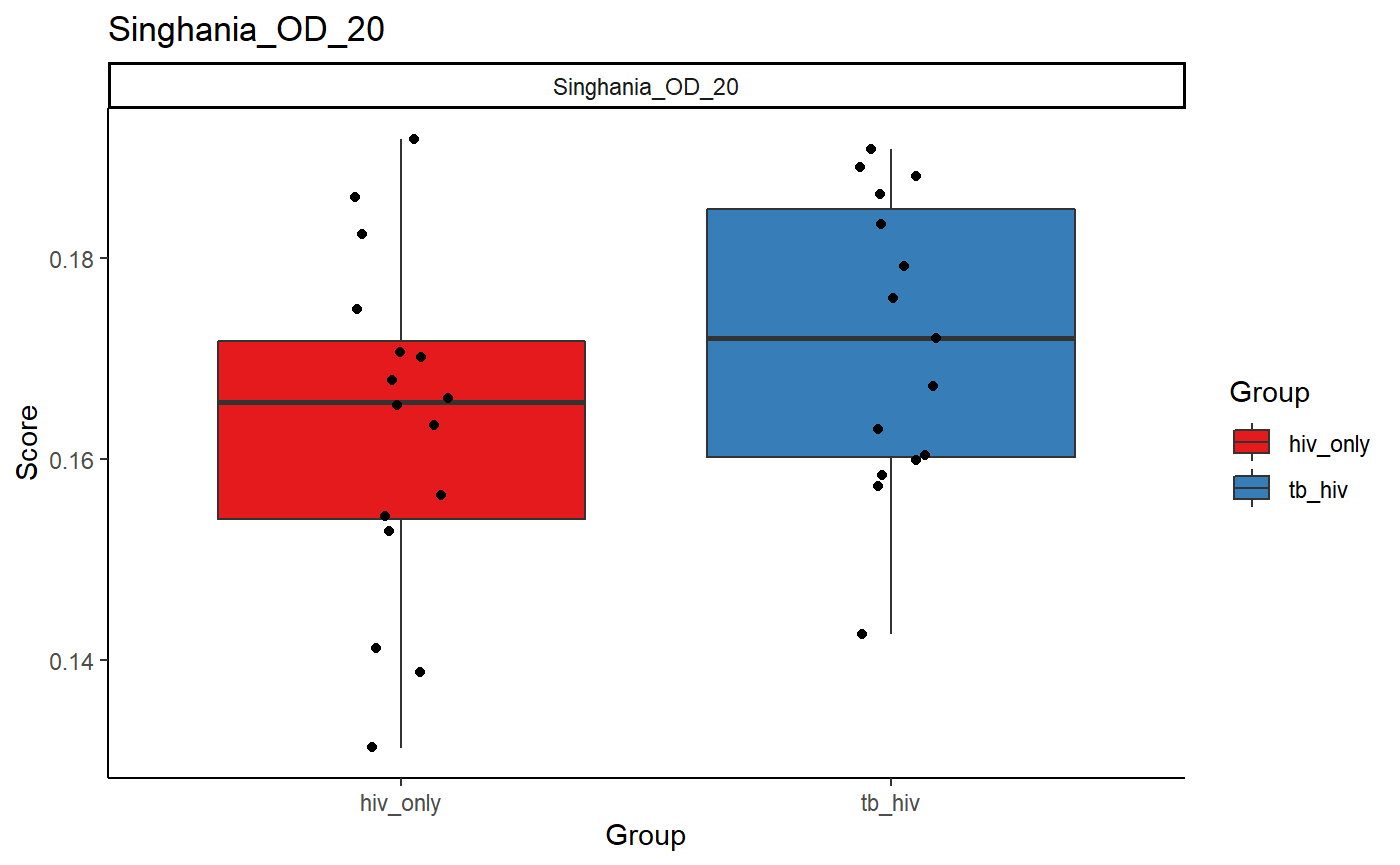 Singhania_OD_20
Singhania_OD_20
0.18
0.16
0.14
Score
hiv_only
tb_hiv
Group
Group
hiv_only
tb_hiv